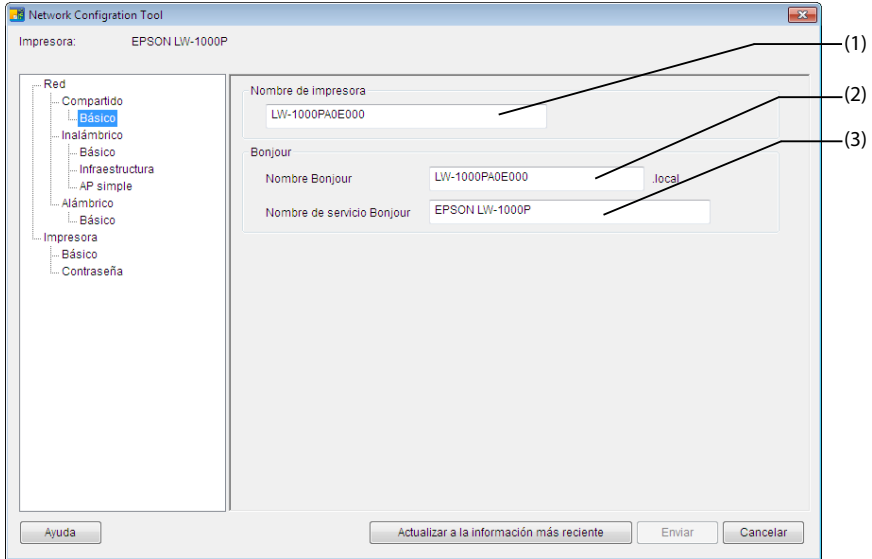 Network Configration Tool
Impresora: EPSON LW-1000P
Red
Compartido
Básico
Inalámbrico
Básico
Infraestructura
AP simple
Alámbrico
Básico
Impresora
Básico
Contraseña
Nombre de impresora
LW-1000PA0E000
Bonjour
Nombre Bonjour LW-1000PA0E000 .local
Nombre de servicio Bonjour EPSON LW-1000P
(1)
(2)
(3)
Ayuda Actualizar a la información más reciente Enviar Cancelar